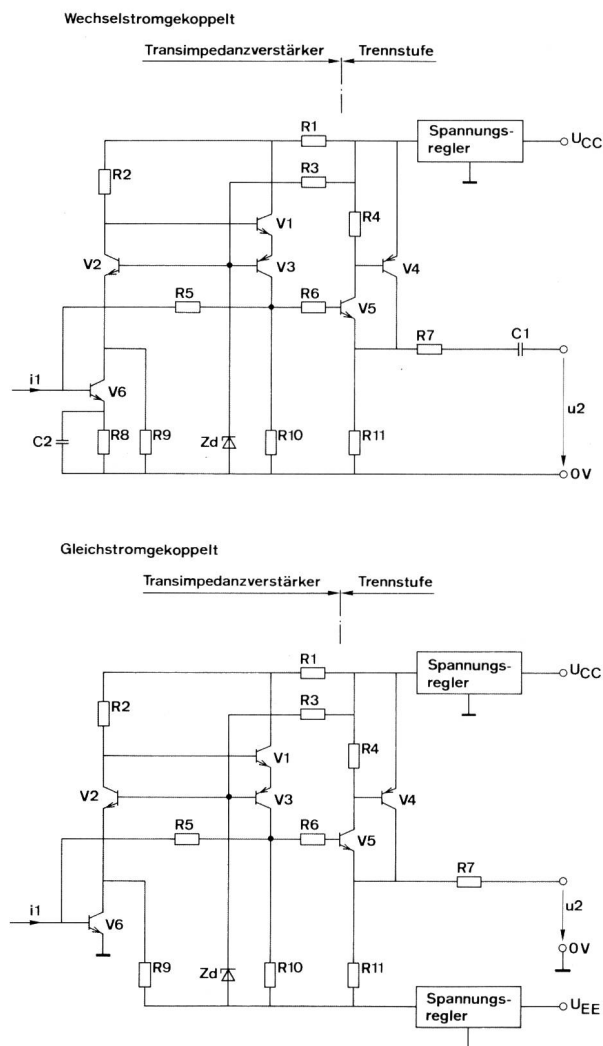 Wechselstromgekoppelt
Transimpedanzverstärker Trennstufe
R1
Spannungs-
regler
UCC
R2
R3
R4
V1
V2
V3
V4
R5
R6
V5
R7
C1
i1
V6
u2
C2
R8
R9
Zd
R10
R11
0V
Gleichstromgekoppelt
Transimpedanzverstärker Trennstufe
R1
Spannungs-
regler
UCC
R2
R3
R4
V1
V2
V3
V4
R5
R6
V5
R7
i1
V6
u2
0V
R9
Zd
R10
R11
Spannungs-
regler
UEE